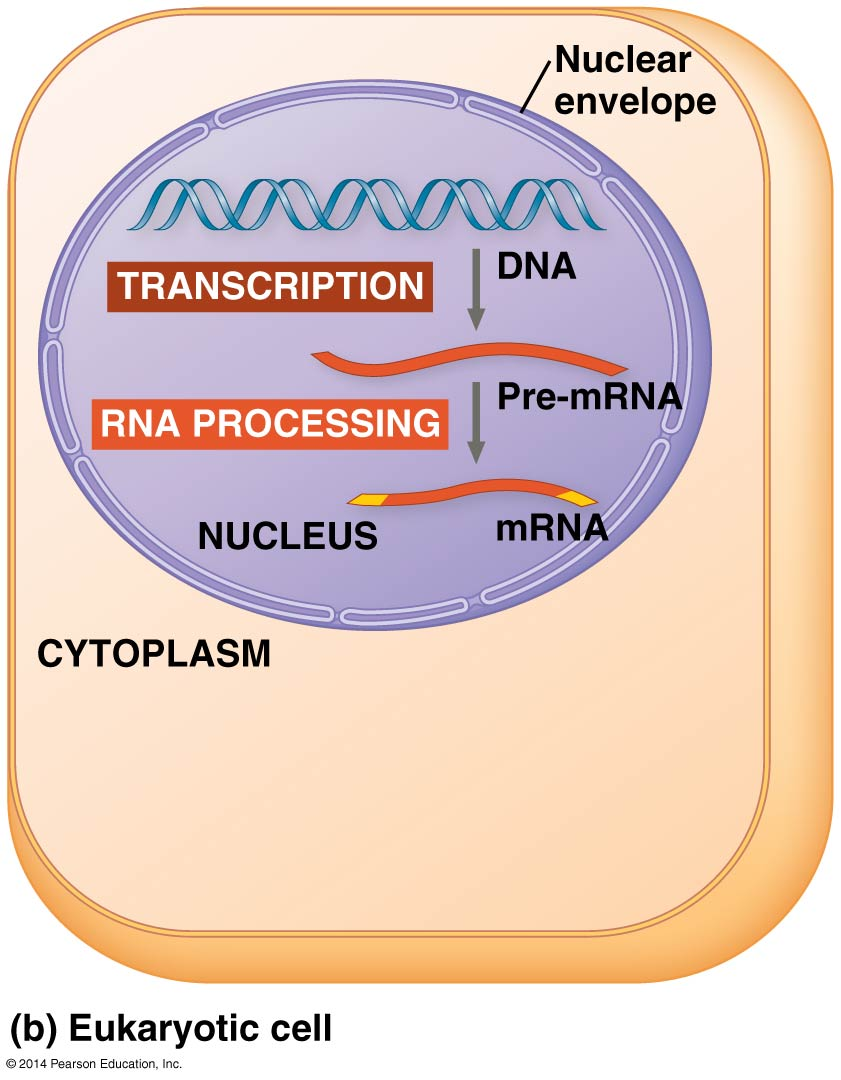 Nuclear
envelope
DNA
TRANSCRIPTION
Pre-mRNA
RNA PROCESSING
mRNA
NUCLEUS
CYTOPLASM
(b) Eukaryotic cell
© 2014 Pearson Education, Inc.